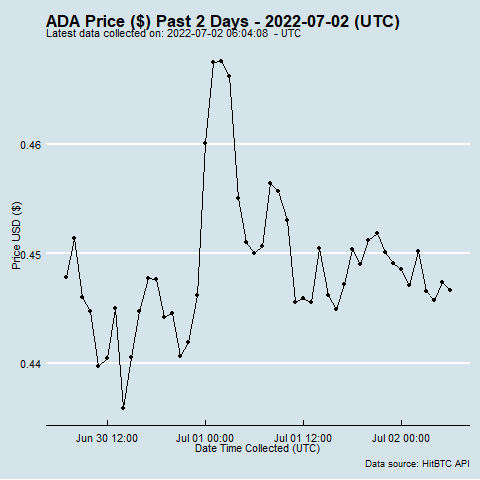 ADA Price ($) Past 2 Days - 2022-07-02 (UTC)
Latest data collected on: 2022-07-02 06:04:08  - UTC
Price USD ($)
0.46
0.45
0.44
Jun 30 12:00
Jul 01 00:00
Jul 01 12:00
Jul 02 00:00
Date Time Collected (UTC)
Data source: HitBTC API